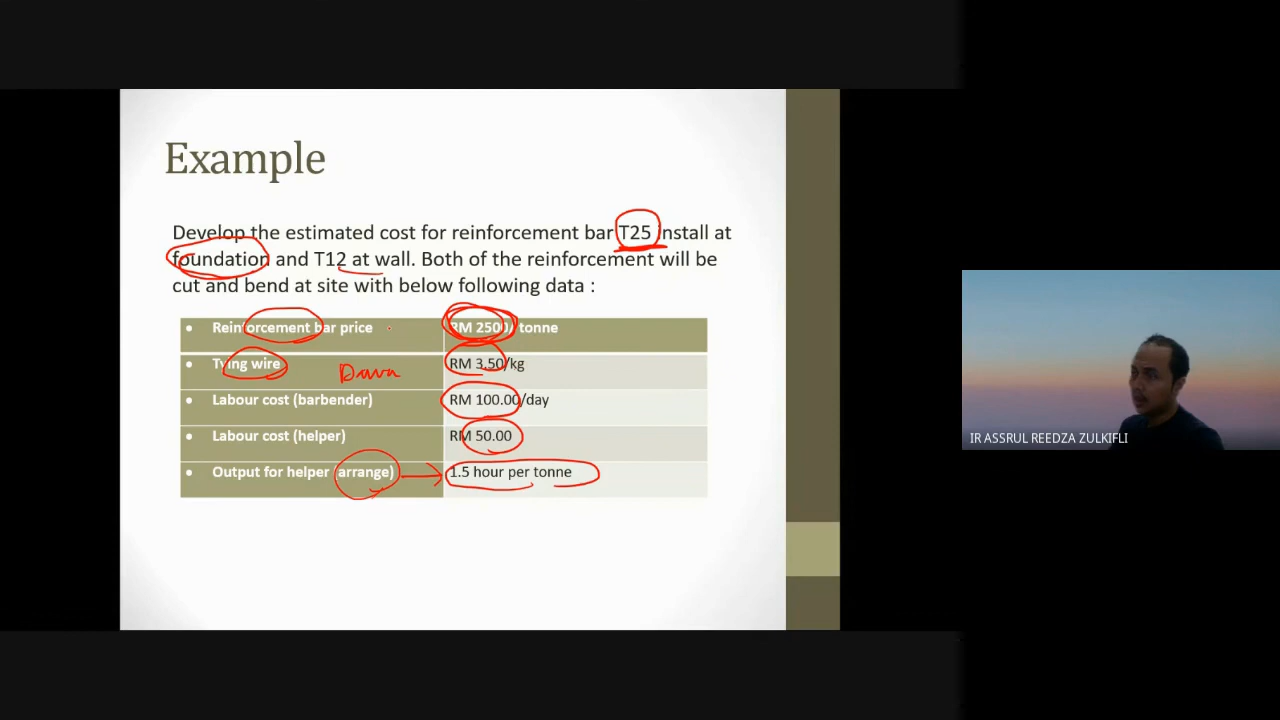 Example
Develop the estimated cost for reinforcement bar T25 install at
foundation and T12 at wall. Both of the reinforcement will be
cut and bend at site with below following data :
• Reinforcement bar price RM 2500/ tonne
• Tying wire RM 3.50/kg
Dawai
• Labour cost (barbender) RM 100.00/day
• Labour cost (helper) RM 50.00
• Output for helper (arrange) 1.5 hour per tonne
IR ASSRUL REEDZA ZULKIFLI